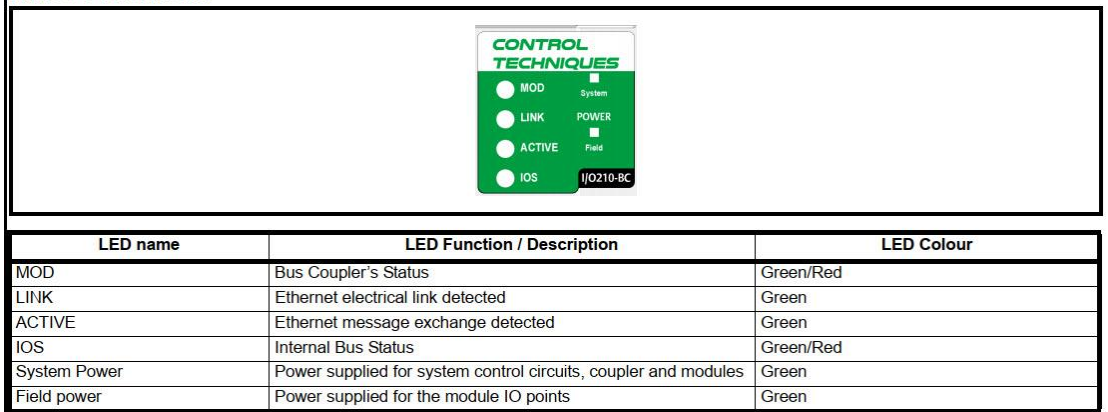 CONTROL
TECHNIQUES
MOD
System
LINK
POWER
ACTIVE
Field
IOS
I/O210-BC
LED name LED Function / Description LED Colour
MOD Bus Coupler's Status Green/Red
LINK Ethernet electrical link detected Green
ACTIVE Ethernet message exchange detected Green
IOS Internal Bus Status Green/Red
System Power Power supplied for system control circuits, coupler and modules Green
Field power Power supplied for the module IO points Green